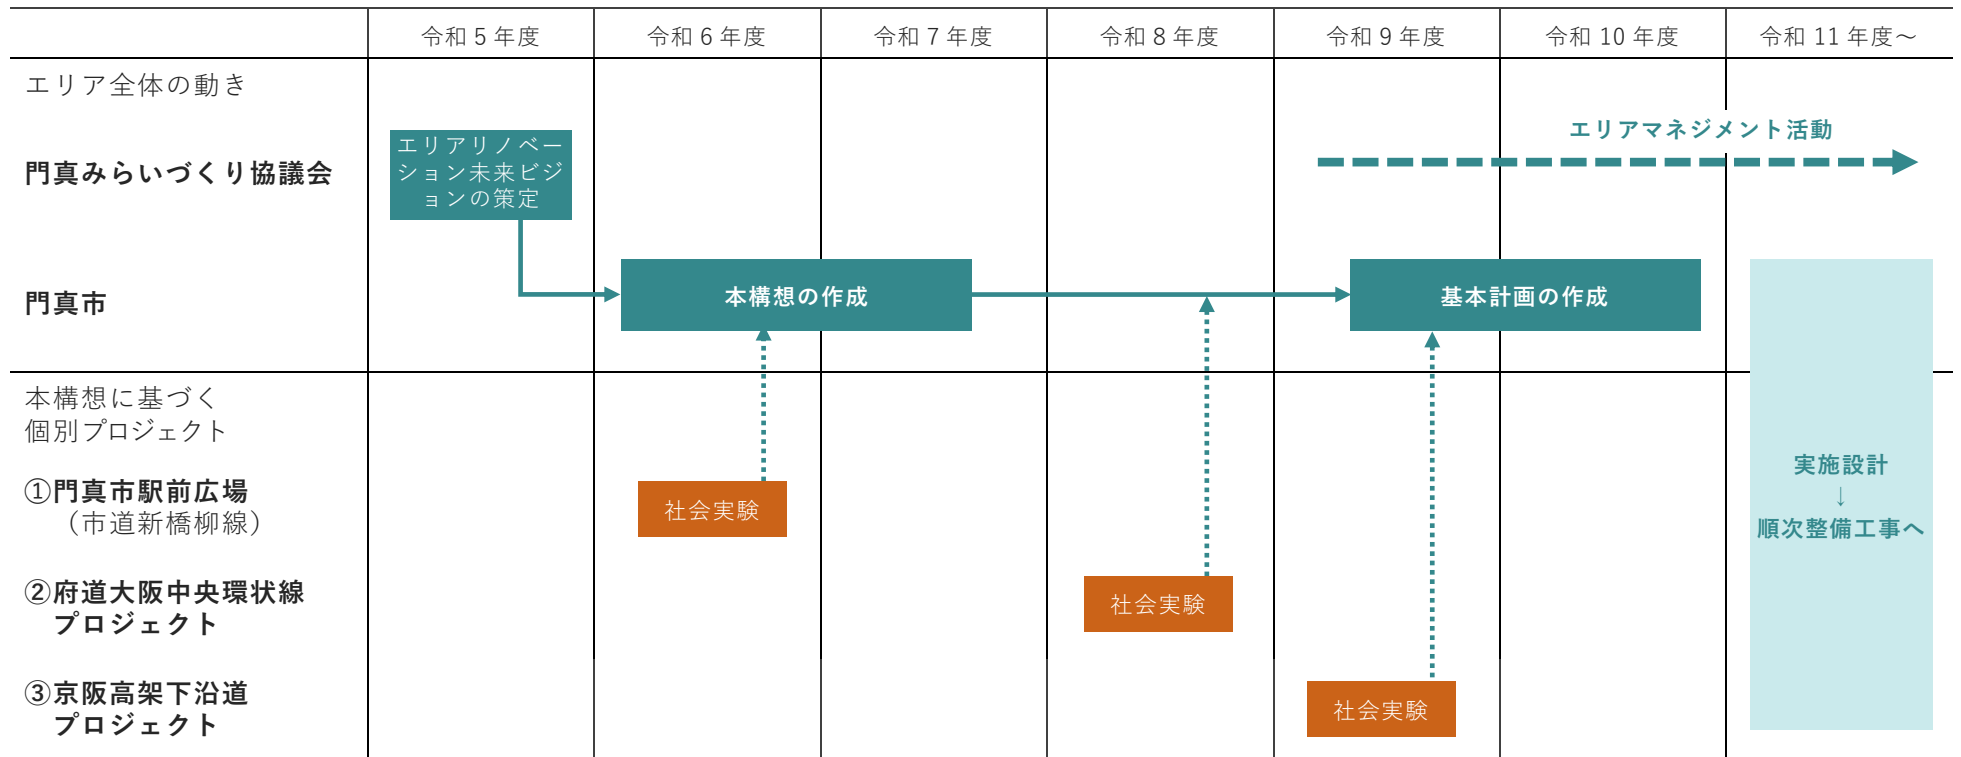 令和 5 年度
令和 6 年度
令和 7 年度
令和 8 年度
令和 9 年度
令和 10 年度
令和 11 年度～
エリア全体の動き
エリアマネジメント活動
門真みらいづくり協議会
エリアリノベー
ション未来ビジ
ョンの策定
門真市
本構想の作成
基本計画の作成
本構想に基づく
個別プロジェクト
①門真市駅前広場
（市道新橋柳線）
社会実験
実施設計
↓
順次整備工事へ
②府道大阪中央環状線
プロジェクト
社会実験
③京阪高架下沿道
プロジェクト
社会実験